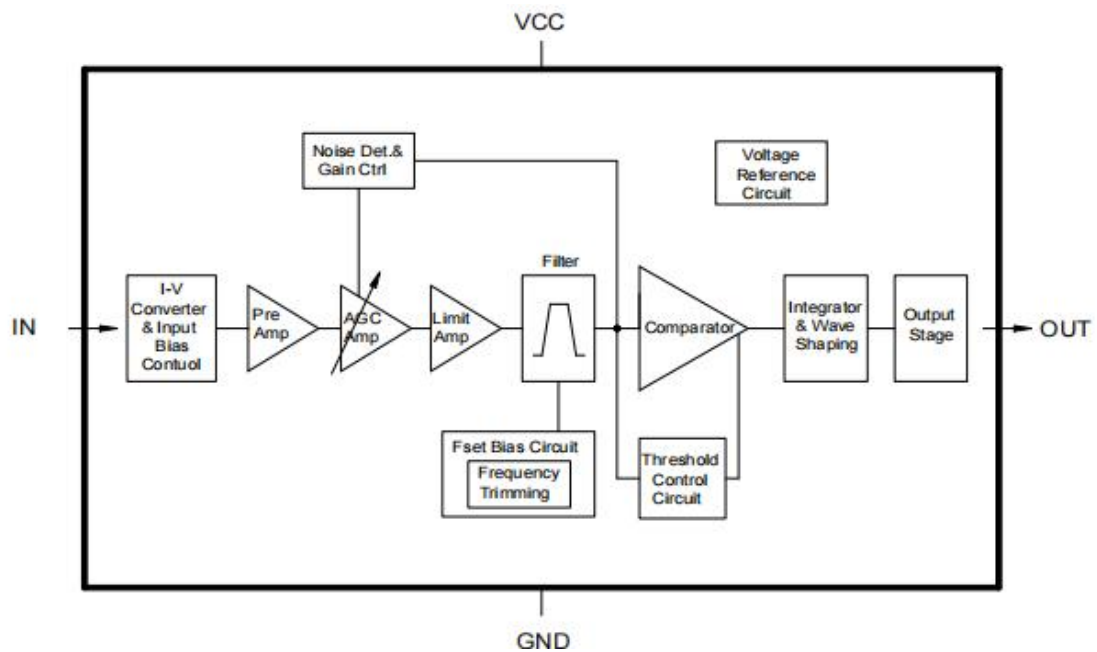 VCC
Noise Det.&
Gain Ctrl
Voltage
Reference
Circuit
Filter
IN
I-V
Converter
& Input
Bias
Contuol
Pre
Amp
AGC
Amp
Limit
Amp
Comparator
Integrator
& Wave
Shaping
Output
Stage
OUT
Fset Bias Circuit
Frequency
Trimming
Threshold
Control
Circuit
GND